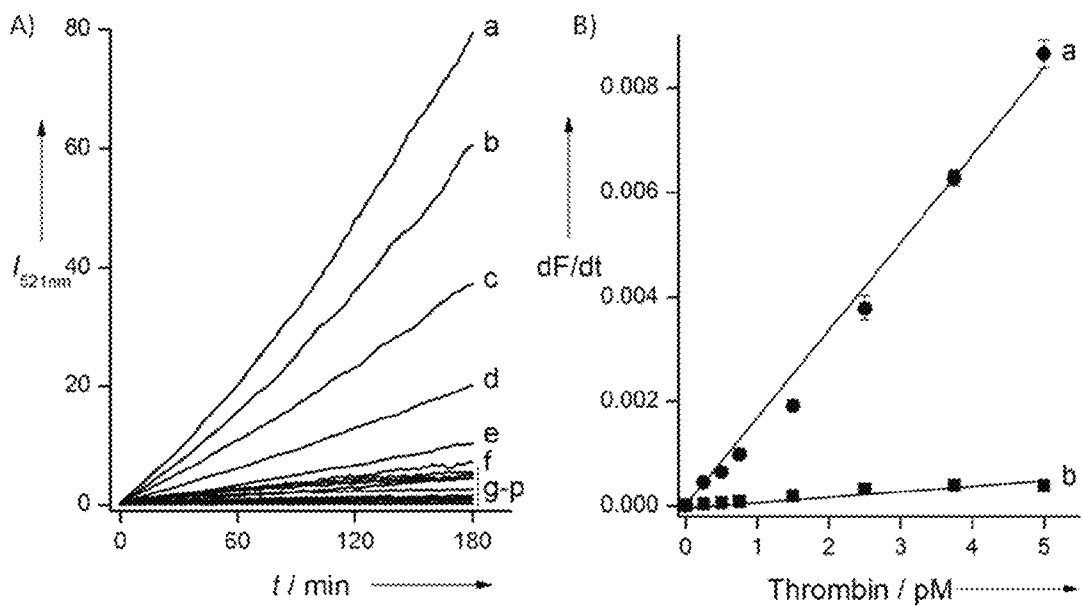 A)
80
60
40
20
0
I521nm
a
b
c
d
e
f
g-p
0
60
120
180
t / min
B)
0.008
0.006
0.004
0.002
0.000
dF/dt
a
b
0
1
2
3
4
5
Thrombin / pM